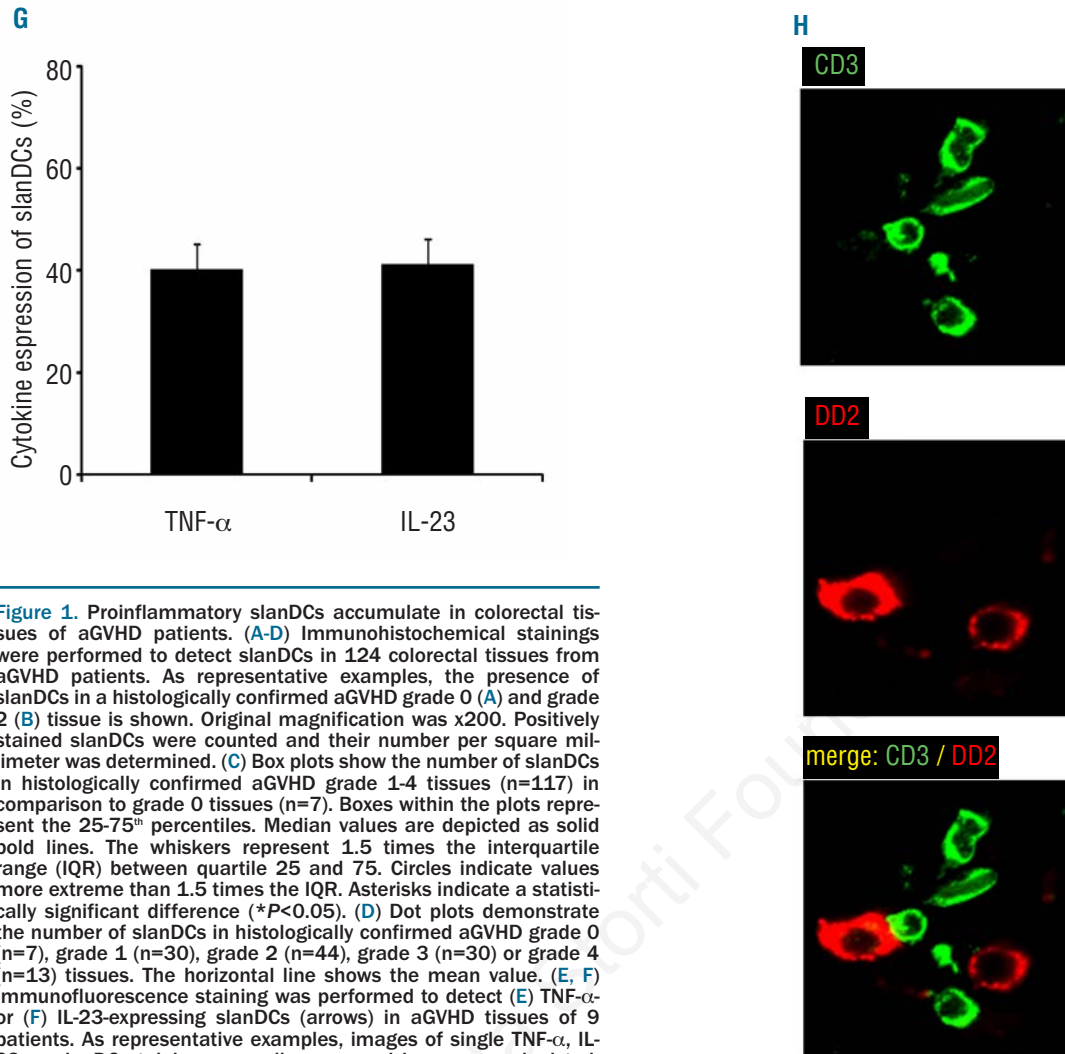 G
80
60
40
20
0
Cytokine espression of slanDCs (%)
TNF-α
IL-23
Figure 1. Proinflammatory slanDCs accumulate in colorectal tis-
sues of aGVHD patients. (A-D) Immunohistochemical stainings
were performed to detect slanDCs in 124 colorectal tissues from
aGVHD patients. As representative examples, the presence of
slanDCs in a histologically confirmed aGVHD grade 0 (A) and grade
2 (B) tissue is shown. Original magnification was x200. Positively
stained slanDCs were counted and their number per square mil-
limeter was determined. (C) Box plots show the number of slanDCs
in histologically confirmed aGVHD grade 1-4 tissues (n=117) in
comparison to grade 0 tissues (n=7). Boxes within the plots repre-
sent the 25-75th percentiles. Median values are depicted as solid
bold lines. The whiskers represent 1.5 times the interquartile
range (IQR) between quartile 25 and 75. Circles indicate values
more extreme than 1.5 times the IQR. Asterisks indicate a statisti-
cally significant difference (*P<0.05). (D) Dot plots demonstrate
the number of slanDCs in histologically confirmed aGVHD grade 0
(n=7), grade 1 (n=30), grade 2 (n=44), grade 3 (n=30) or grade 4
(n=13) tissues. The horizontal line shows the mean value. (E, F)
Immunofluorescence staining was performed to detect (E) TNF-α-
or (F) IL-23-expressing slanDCs (arrows) in aGVHD tissues of 9
patients. As representative examples, images of single TNF-α, IL-
H
CD3
DD2
merge: CD3 / DD2